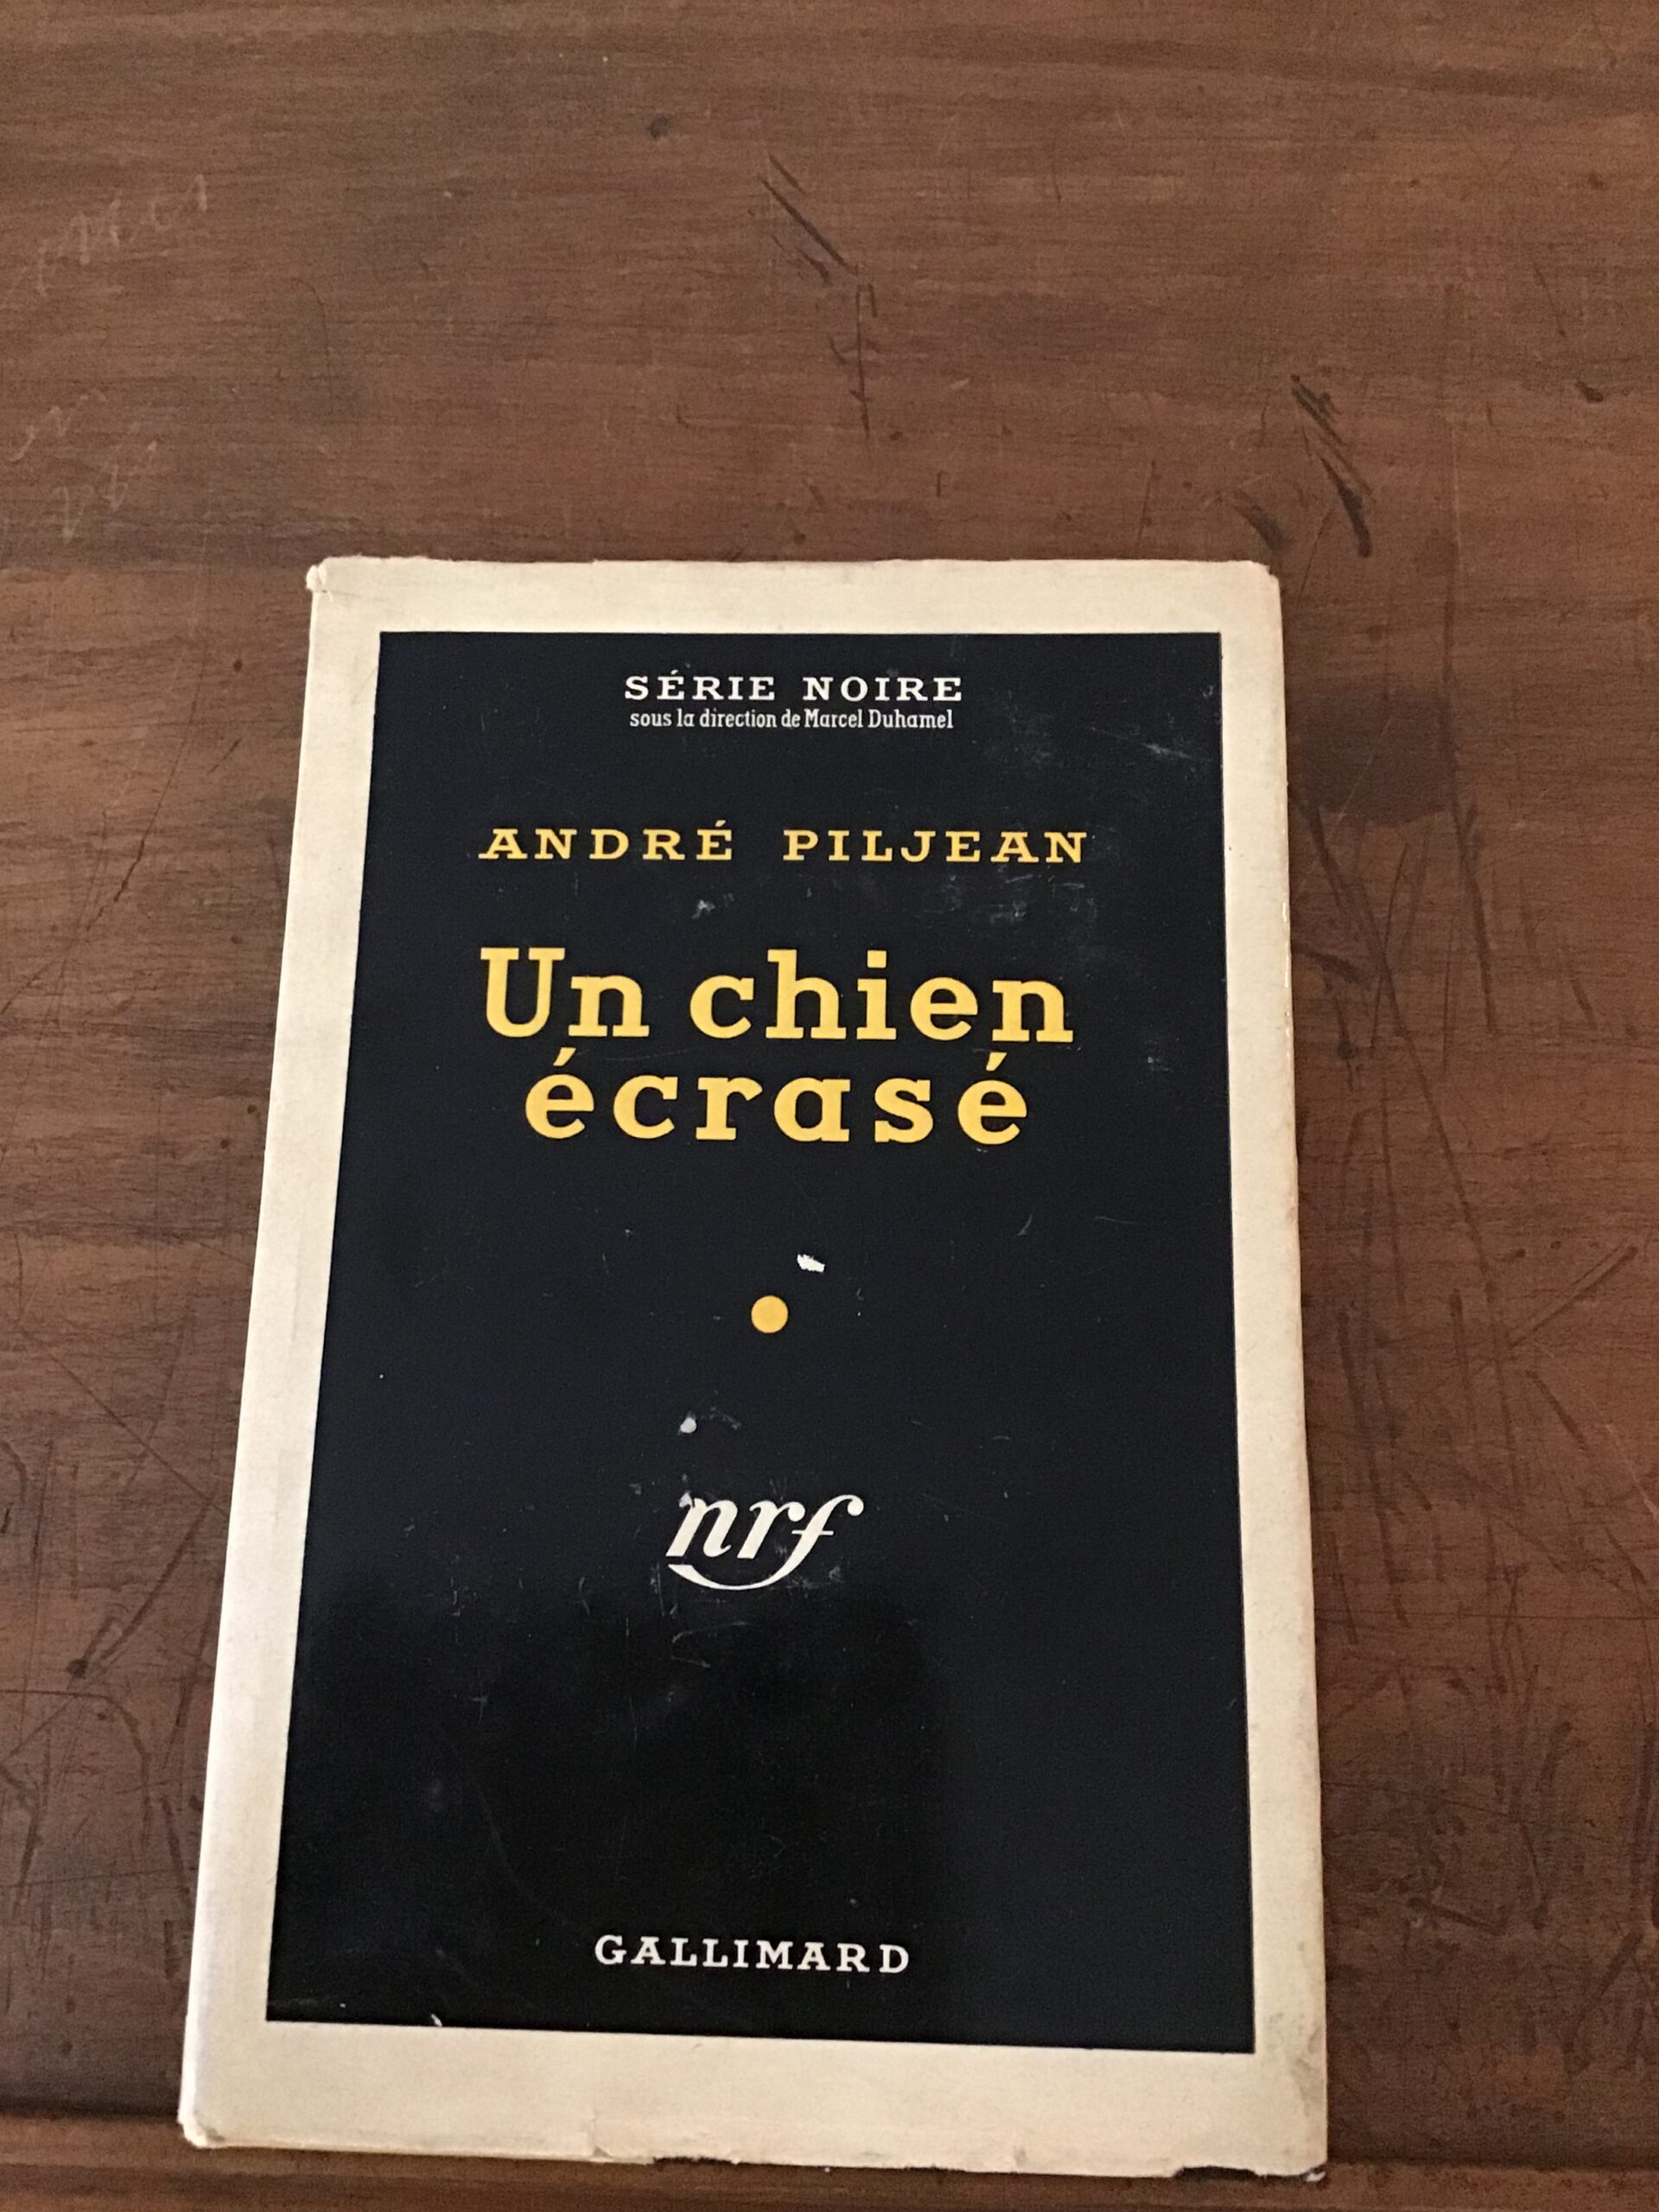 SÉRIE NOIRE
sous la direction de Marcel Duhamel
ANDRÉ PILJEAN
Un chien
écrasé
nrf
GALLIMARD